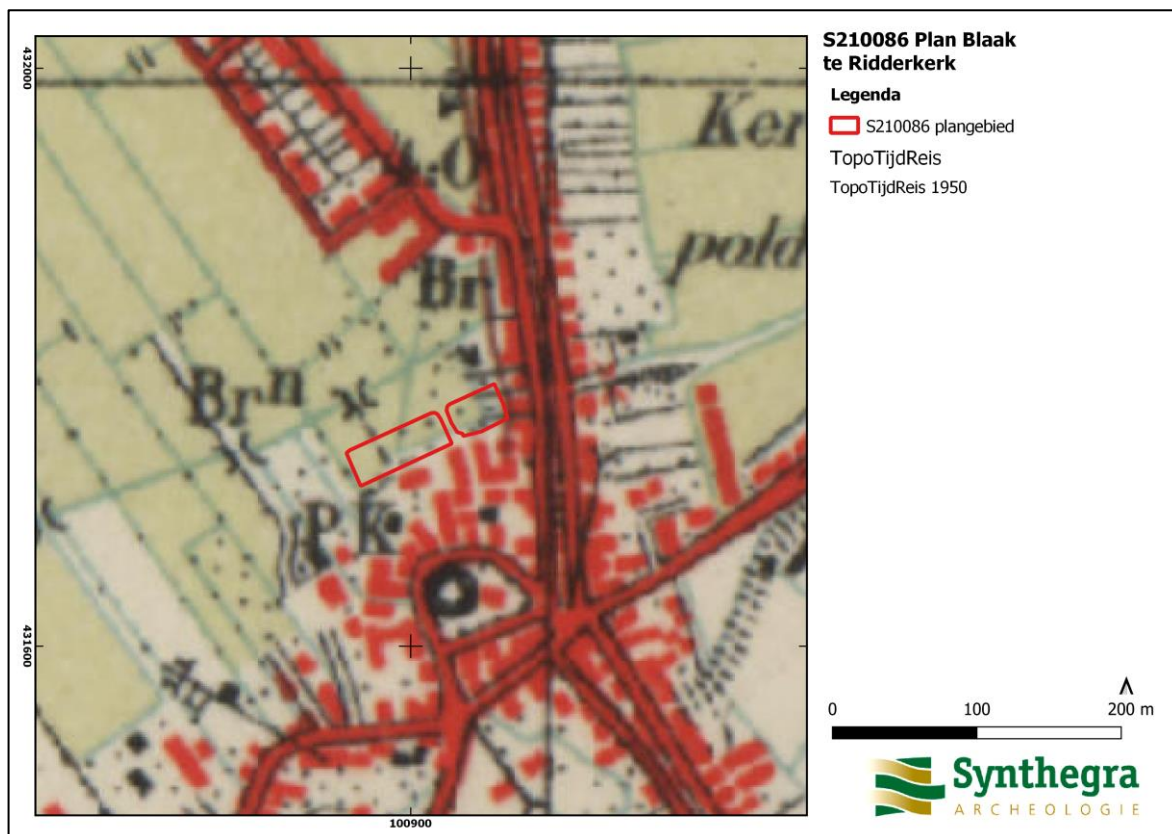 S210086 Plan Blaak
te Ridderkerk
Legenda
S210086 plangebied
TopoTijdReis
TopoTijdReis 1950
432000
Ker
pold
Br
Br n
P K
431600
100900
0 100 200 m
Synthegra
ARCHEOLOGIE